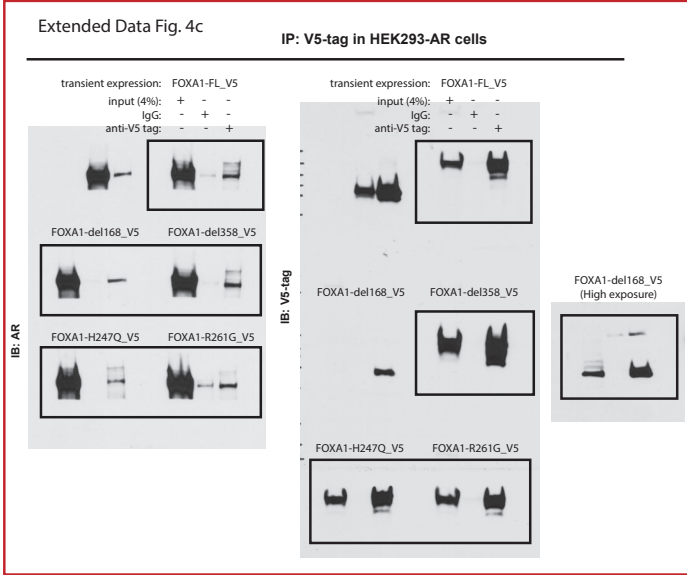 Extended Data Fig. 4c
IP: V5-tag in HEK293-AR cells
transient expression: FOXA1-FL_V5
input (4%): + - -
IgG: - + -
anti-V5 tag: - - +
FOXA1-del168_V5 FOXA1-del358_V5
FOXA1-H247Q_V5 FOXA1-R261G_V5
IB: AR
transient expression: FOXA1-FL_V5
input (4%): + - -
IgG: - + -
anti-V5 tag: - - +
FOXA1-del168_V5 FOXA1-del358_V5
FOXA1-H247Q_V5 FOXA1-R261G_V5
IB: V5-tag
FOXA1-del168_V5
(High exposure)